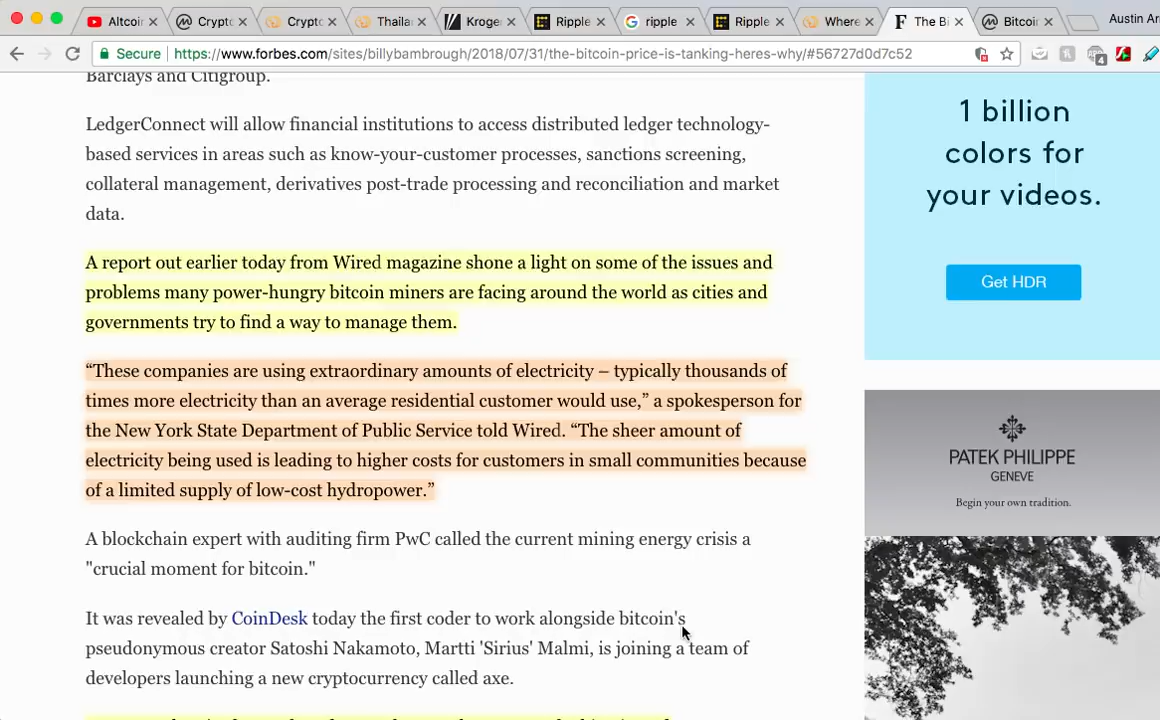 Altcoin
Crypto
Crypto
Thailan
Kroge
Ripple
ripple
Ripple
Where
The Bi
Bitcoin
Austin Ar
Secure
https://www.forbes.com/sites/billybambrough/2018/07/31/the-bitcoin-price-is-tanking-heres-why/#56727d0d7c52
4
Barclays and Citigroup.
LedgerConnect will allow financial institutions to access distributed ledger technology-
based services in areas such as know-your-customer processes, sanctions screening,
collateral management, derivatives post-trade processing and reconciliation and market
data.
A report out earlier today from Wired magazine shone a light on some of the issues and
problems many power-hungry bitcoin miners are facing around the world as cities and
governments try to find a way to manage them.
“These companies are using extraordinary amounts of electricity – typically thousands of
times more electricity than an average residential customer would use,” a spokesperson for
the New York State Department of Public Service told Wired. “The sheer amount of
electricity being used is leading to higher costs for customers in small communities because
of a limited supply of low-cost hydropower.”
A blockchain expert with auditing firm PwC called the current mining energy crisis a
"crucial moment for bitcoin."
It was revealed by CoinDesk today the first coder to work alongside bitcoin's
pseudonymous creator Satoshi Nakamoto, Martti 'Sirius' Malmi, is joining a team of
developers launching a new cryptocurrency called axe.
1 billion
colors for
your videos.
Get HDR
PATEK PHILIPPE
GENEVE
Begin your own tradition.